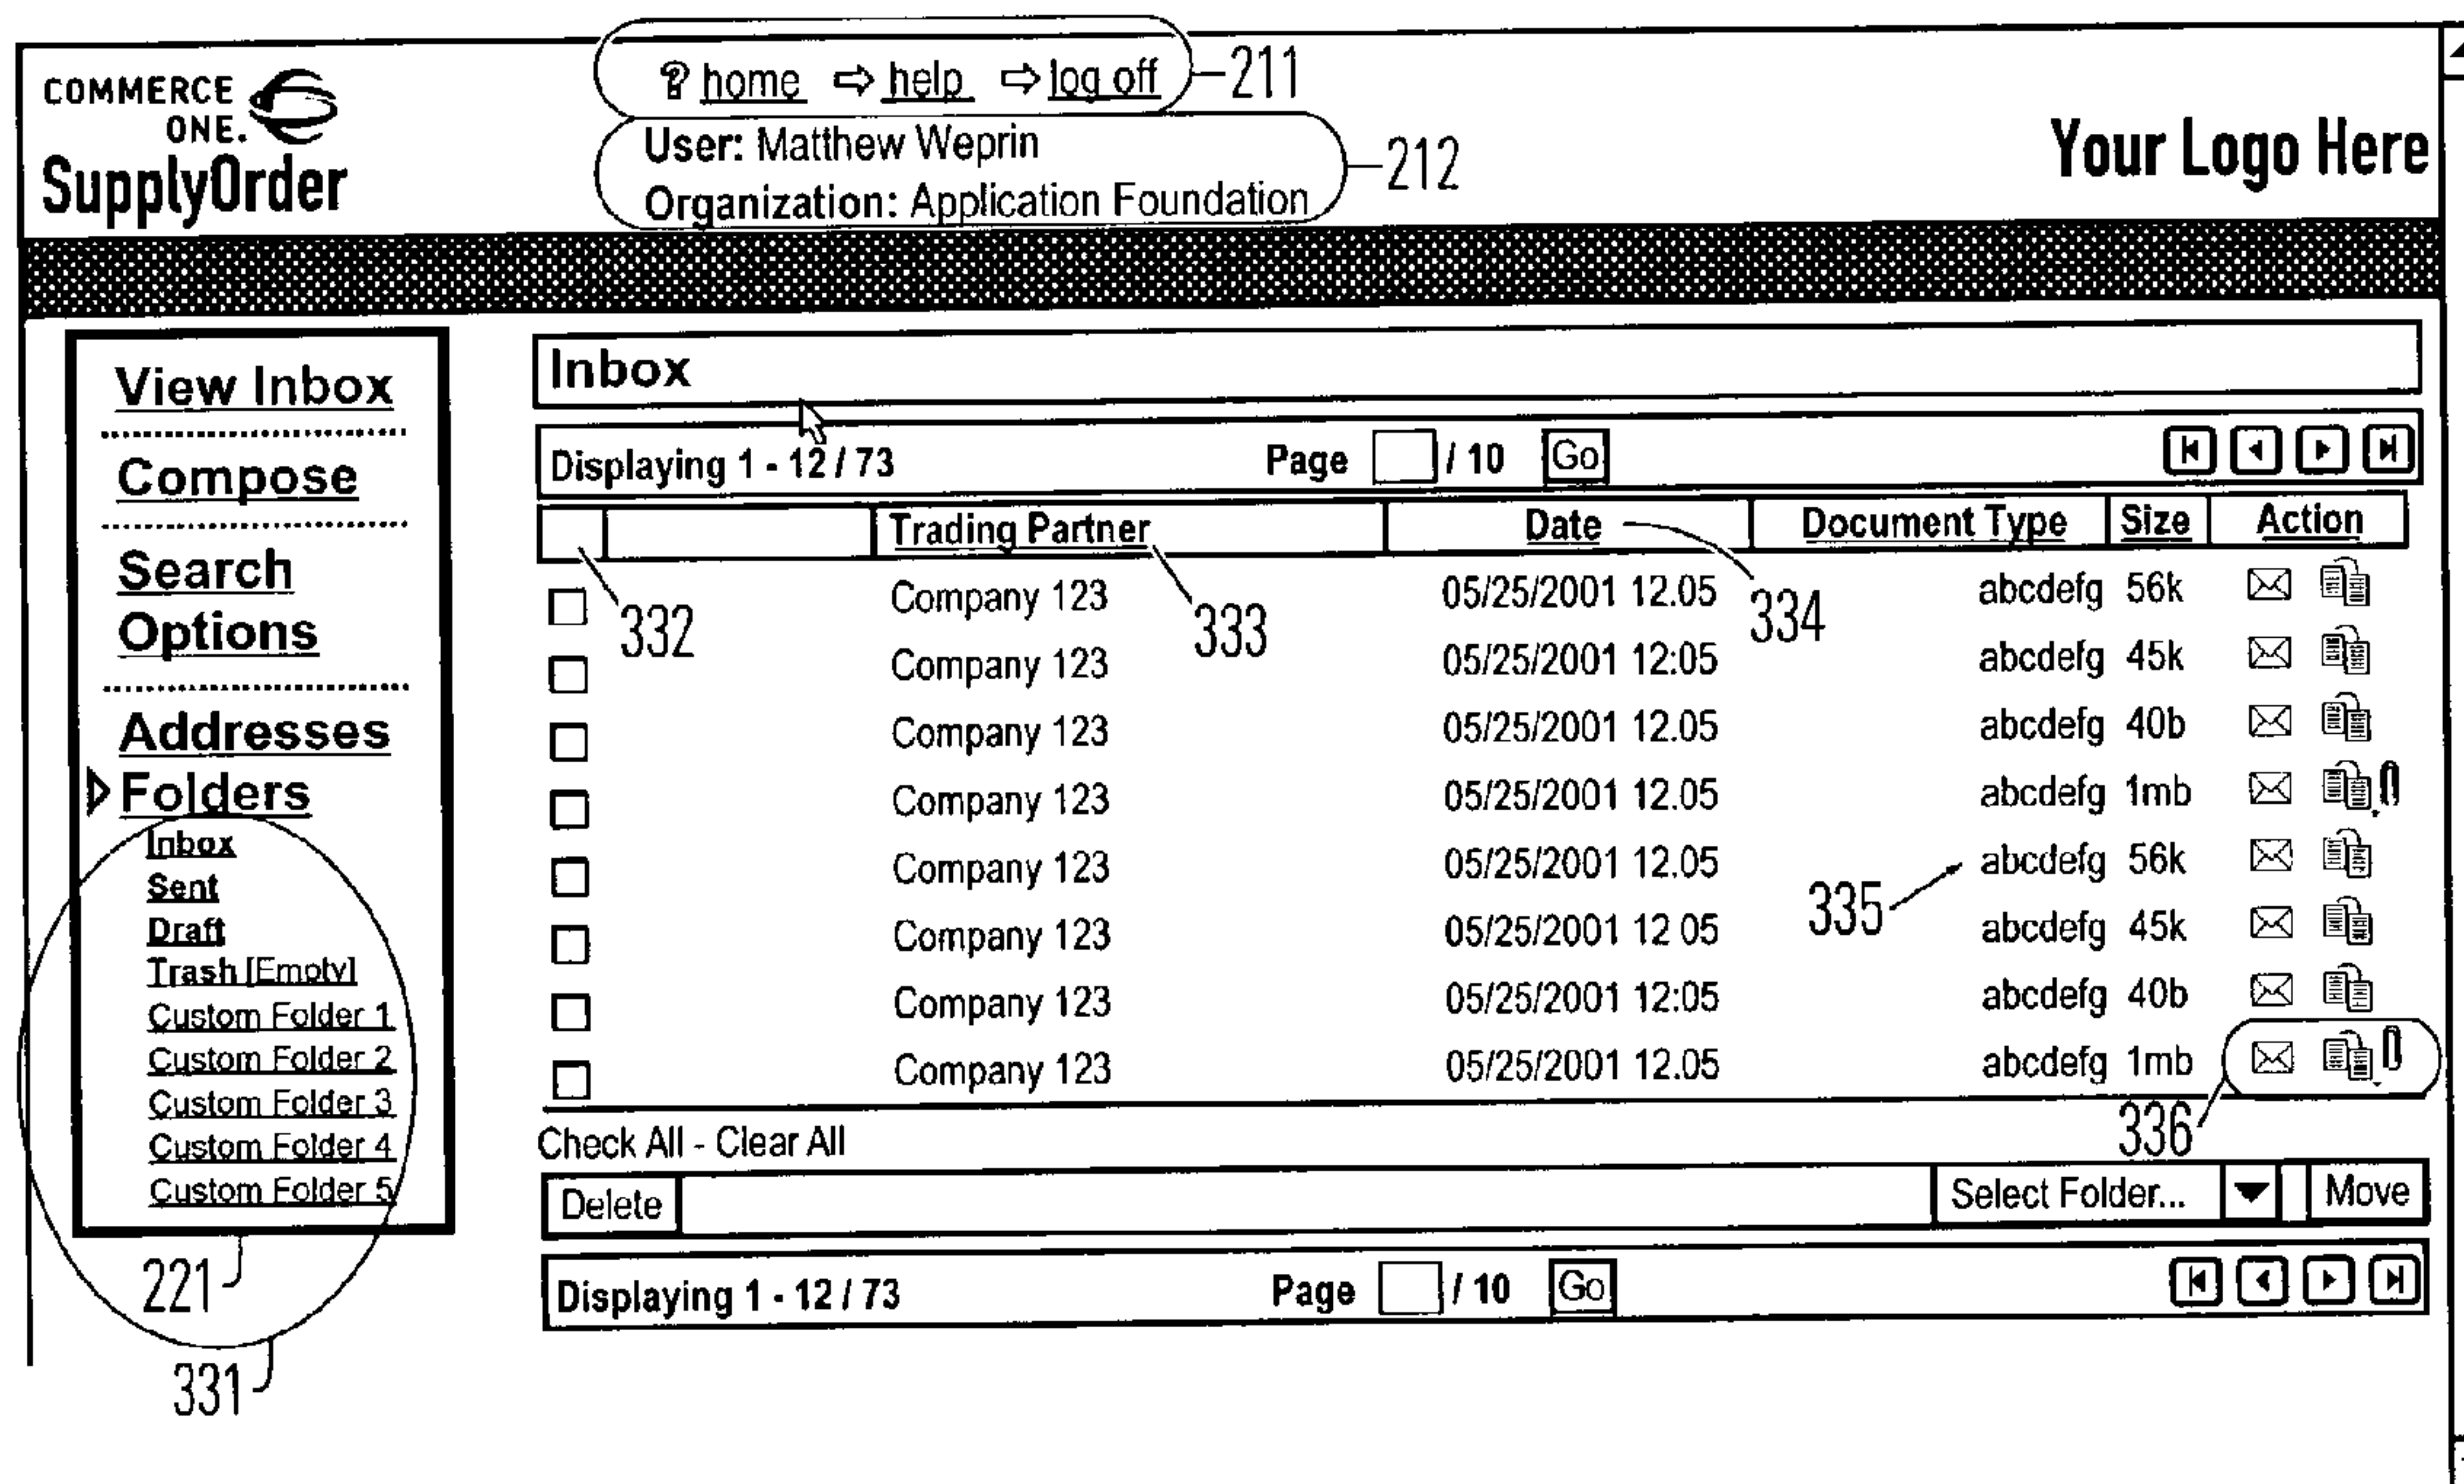 COMMERCE ONE.
SupplyOrder
? home ⇨ help ⇨ log off 211
User: Matthew Weprin
Organization: Application Foundation
212
Your Logo Here
View Inbox
Compose
Search
Options
Addresses
Folders
Inbox
Sent
Draft
Trash [Empty]
Custom Folder 1
Custom Folder 2
Custom Folder 3
Custom Folder 4
Custom Folder 5
221
331
Inbox
Displaying 1 - 12 / 73 Page / 10 Go
Trading Partner Date Document Type Size Action
332 333 334
Company 123 05/25/2001 12.05 abcdefg 56k
Company 123 05/25/2001 12:05 abcdefg 45k
Company 123 05/25/2001 12.05 abcdefg 40b
Company 123 05/25/2001 12.05 abcdefg 1mb
Company 123 05/25/2001 12.05 abcdefg 56k
335
Company 123 05/25/2001 12 05 abcdefg 45k
Company 123 05/25/2001 12:05 abcdefg 40b
Company 123 05/25/2001 12.05 abcdefg 1mb
336
Check All - Clear All
Delete Select Folder... Move
Displaying 1 - 12 / 73 Page / 10 Go